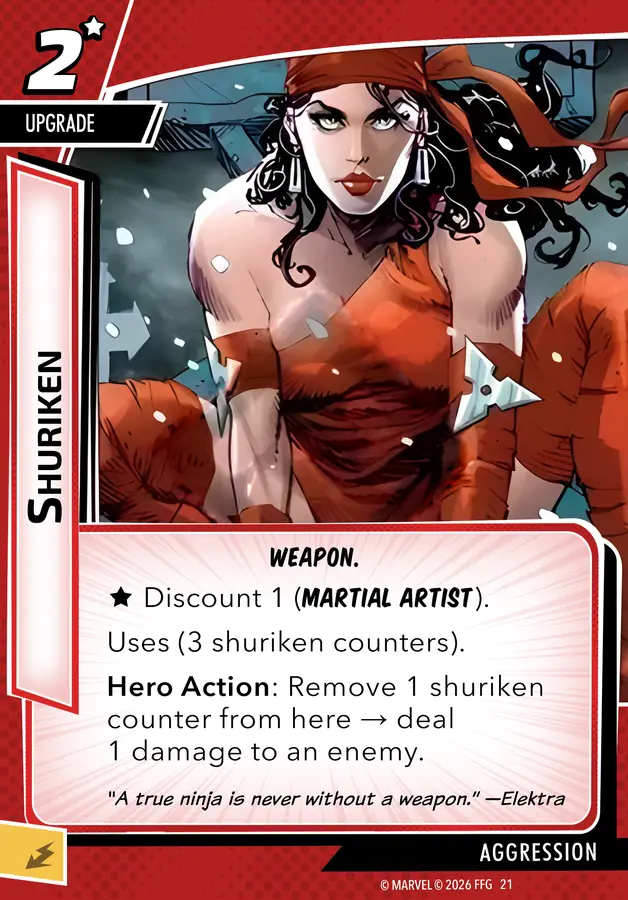 2
UPGRADE
SHURIKEN
WEAPON.
★ Discount 1 (MARTIAL ARTIST).
Uses (3 shuriken counters).
Hero Action: Remove 1 shuriken
counter from here → deal
1 damage to an enemy.
"A true ninja is never without a weapon." —Elektra
AGGRESSION
© MARVEL © 2026 FFG 21